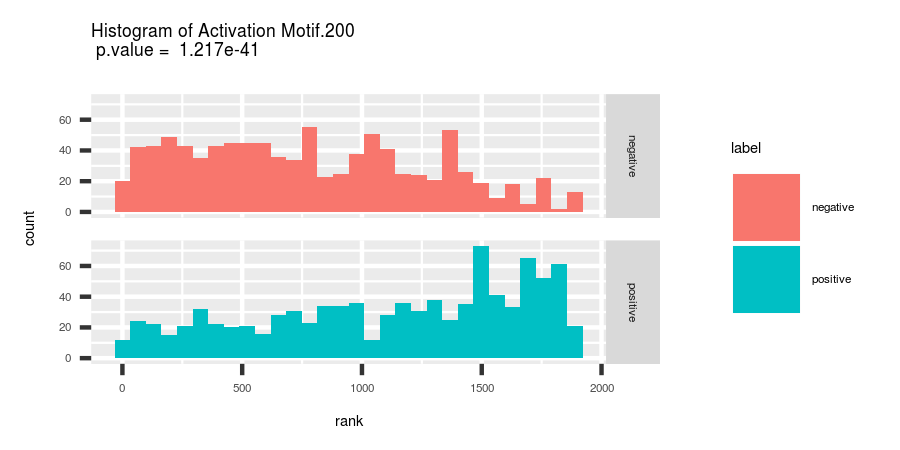 Histogram of Activation Motif.200
p.value = 1.217e-41
count
60
40
20
0
negative
60
40
20
0
positive
0 500 1000 1500 2000
rank
label
negative
positive